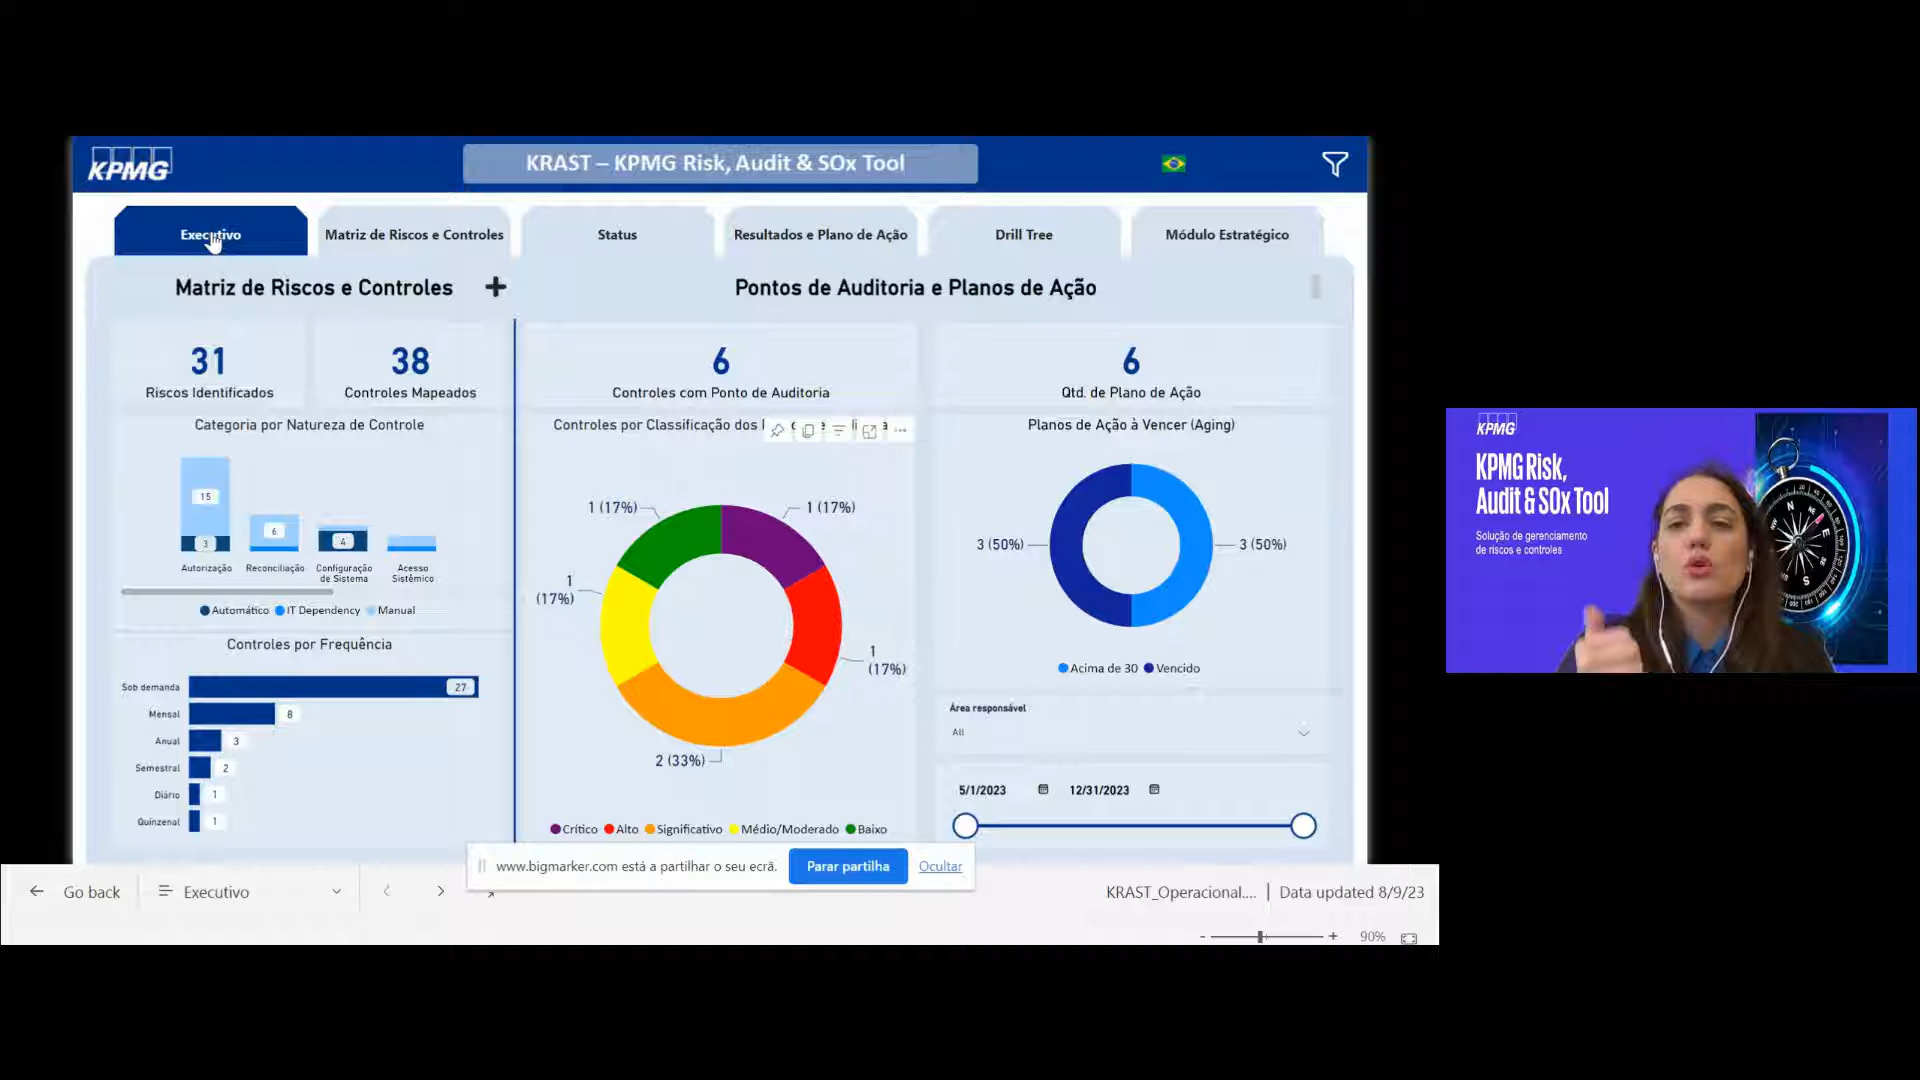 KPMG
KRAST – KPMG Risk, Audit & SOx Tool
Executivo
Matriz de Riscos e Controles
Status
Resultados e Plano de Ação
Drill Tree
Módulo Estratégico
Matriz de Riscos e Controles
Pontos de Auditoria e Planos de Ação
31
Riscos Identificados
38
Controles Mapeados
6
Controles com Ponto de Auditoria
6
Qtd. de Plano de Ação
Categoria por Natureza de Controle
15
3
6
4
Autorização
Reconciliação
Configuração
de Sistema
Acesso
Sistêmico
Automático IT Dependency Manual
Controles por Frequência
Sob demanda 27
Mensal 8
Anual 3
Semestral 2
Diário 1
Quinzenal 1
Controles por Classificação dos
1 (17%)
1 (17%)
1
(17%)
1
(17%)
2 (33%)
Crítico Alto Significativo Médio/Moderado Baixo
Planos de Ação à Vencer (Aging)
3 (50%)
3 (50%)
Acima de 30 Vencido
Área responsável
All
5/1/2023
12/31/2023
www.bigmarker.com está a partilhar o seu ecrã.
Parar partilha
Ocultar
Go back
Executivo
KRAST_Operacional.... | Data updated 8/9/23
- + 90%
KPMG
KPMG Risk,
Audit & SOx Tool
Solução de gerenciamento
de riscos e controles